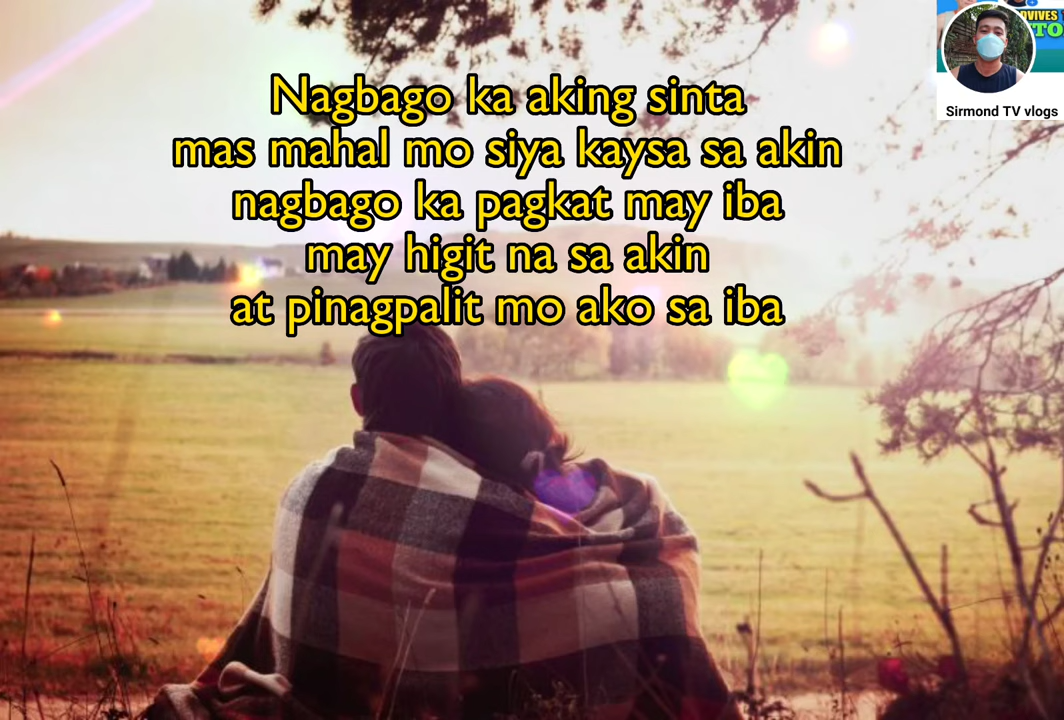 Nagbago ka aking sinta
mas mahal mo siya kaysa sa akin
nagbago ka pagkat may iba
may higit na sa akin
at pinagpalit mo ako sa iba
Sirmond TV vlogs